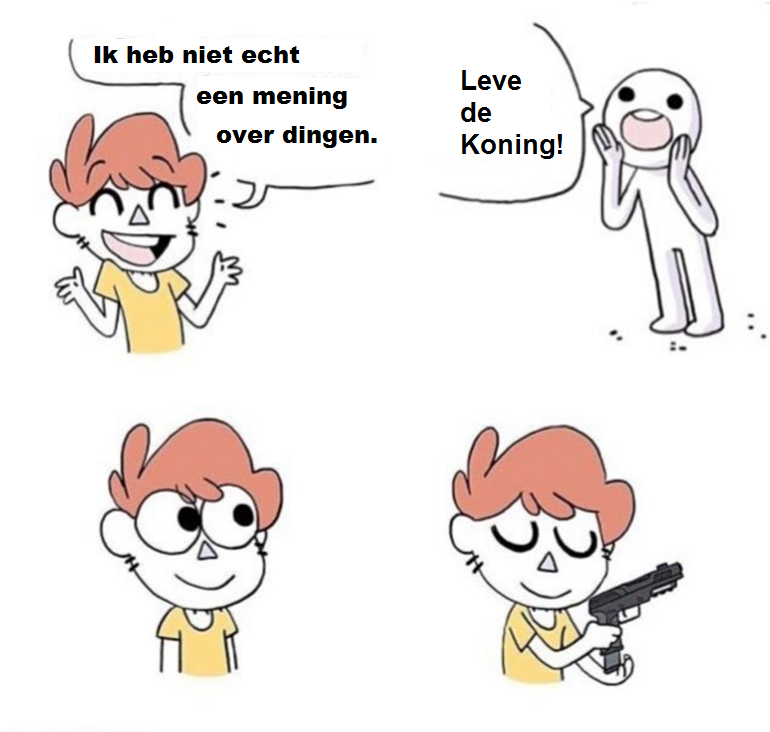 Ik heb niet echt
een mening
over dingen.
Leve
de
Koning!